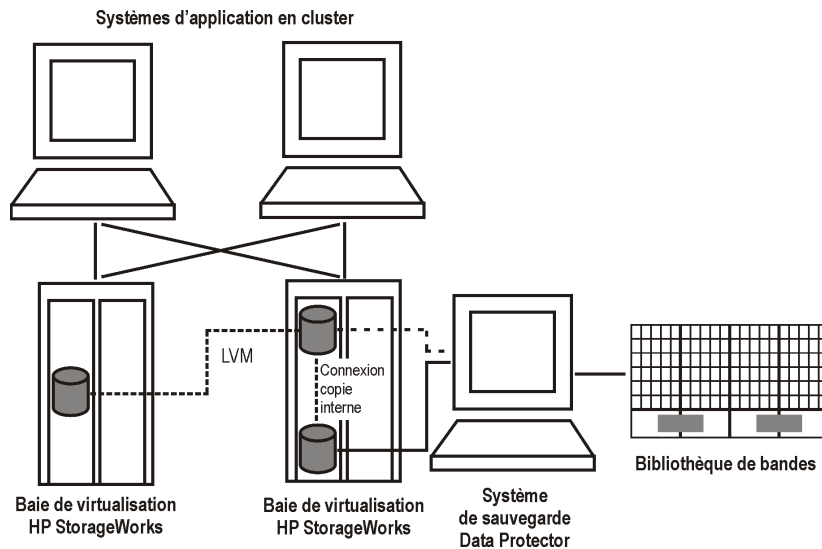 Systèmes d'application en cluster
LVM
Connexion
copie
interne
Baie de virtualisation
HP StorageWorks
Baie de virtualisation
HP StorageWorks
Système
de sauvegarde
Data Protector
Bibliothèque de bandes